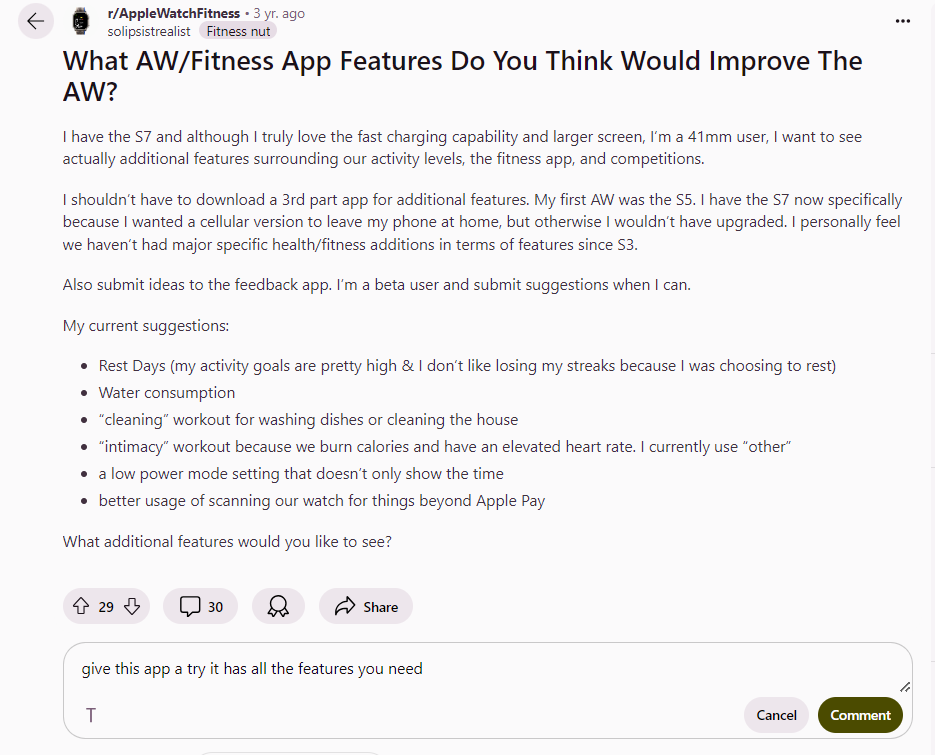 r/AppleWatchFitness • 3 yr. ago
solipsistrealist Fitness nut
What AW/Fitness App Features Do You Think Would Improve The
AW?
I have the S7 and although I truly love the fast charging capability and larger screen, I’m a 41mm user, I want to see
actually additional features surrounding our activity levels, the fitness app, and competitions.
I shouldn’t have to download a 3rd part app for additional features. My first AW was the S5. I have the S7 now specifically
because I wanted a cellular version to leave my phone at home, but otherwise I wouldn’t have upgraded. I personally feel
we haven’t had major specific health/fitness additions in terms of features since S3.
Also submit ideas to the feedback app. I’m a beta user and submit suggestions when I can.
My current suggestions:
• Rest Days (my activity goals are pretty high & I don’t like losing my streaks because I was choosing to rest)
• Water consumption
• “cleaning” workout for washing dishes or cleaning the house
• “intimacy” workout because we burn calories and have an elevated heart rate. I currently use “other”
• a low power mode setting that doesn’t only show the time
• better usage of scanning our watch for things beyond Apple Pay
What additional features would you like to see?
29 30 Share
give this app a try it has all the features you need
T Cancel Comment